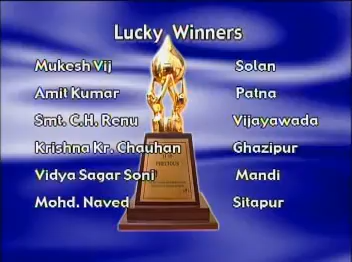 Lucky Winners
Mukesh Vij Solan
Amit Kumar Patna
Smt. C.H. Renu Vijayawada
Krishna Kr. Chauhan Ghazipur
Vidya Sagar Soni Mandi
Mohd. Naved Sitapur